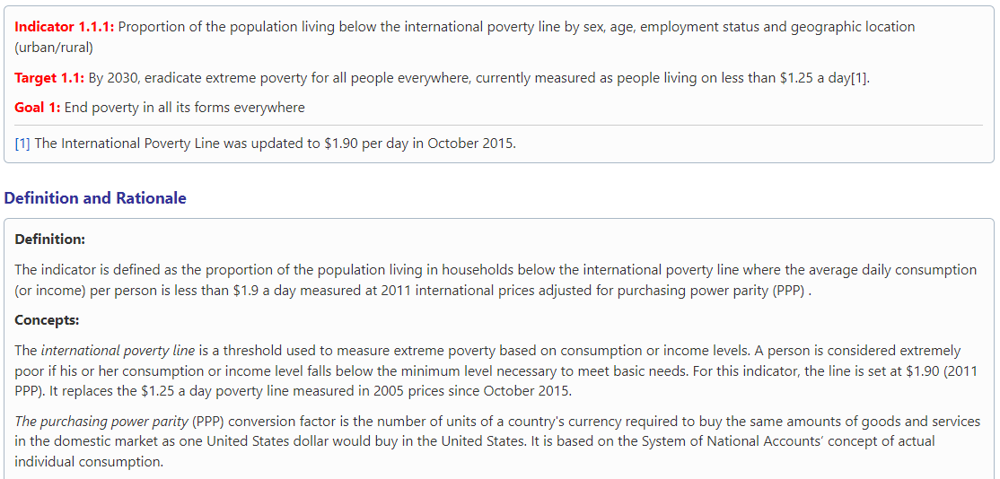 Indicator 1.1.1: Proportion of the population living below the international poverty line by sex, age, employment status and geographic location
(urban/rural)
Target 1.1: By 2030, eradicate extreme poverty for all people everywhere, currently measured as people living on less than $1.25 a day[1].
Goal 1: End poverty in all its forms everywhere
[1] The International Poverty Line was updated to $1.90 per day in October 2015.
Definition and Rationale
Definition:
The indicator is defined as the proportion of the population living in households below the international poverty line where the average daily consumption
(or income) per person is less than $1.9 a day measured at 2011 international prices adjusted for purchasing power parity (PPP) .
Concepts:
The international poverty line is a threshold used to measure extreme poverty based on consumption or income levels. A person is considered extremely
poor if his or her consumption or income level falls below the minimum level necessary to meet basic needs. For this indicator, the line is set at $1.90 (2011
PPP). It replaces the $1.25 a day poverty line measured in 2005 prices since October 2015.
The purchasing power parity (PPP) conversion factor is the number of units of a country's currency required to buy the same amounts of goods and services
in the domestic market as one United States dollar would buy in the United States. It is based on the System of National Accounts’ concept of actual
individual consumption.